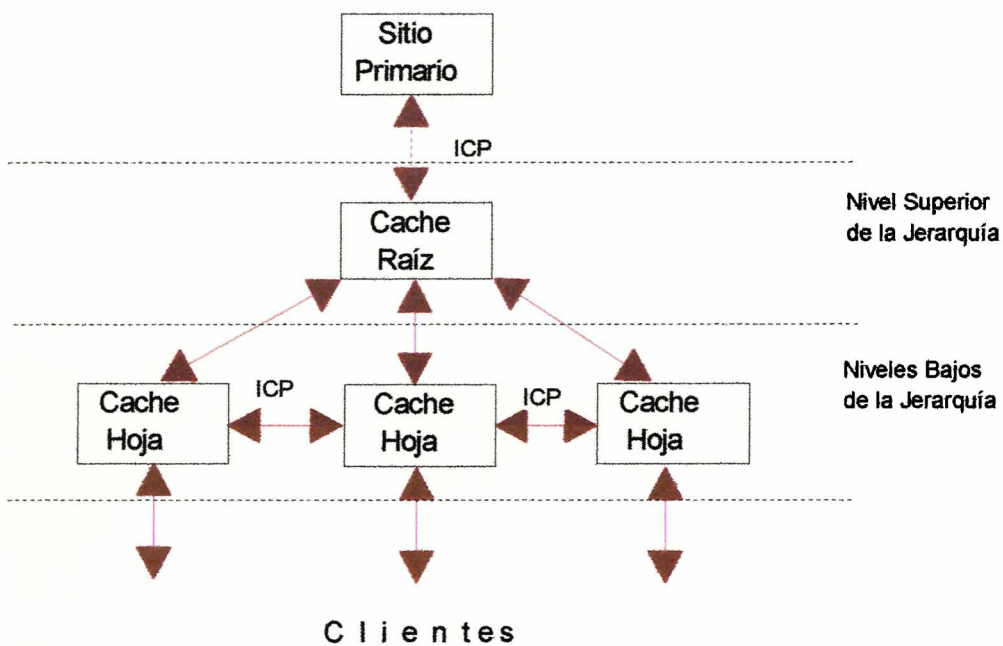 Sitio
Primario
ICP
Cache
Raíz
Nivel Superior
de la Jerarquía
Niveles Bajos
de la Jerarquía
Cache
Hoja
ICP
Cache
Hoja
ICP
Cache
Hoja
Clientes